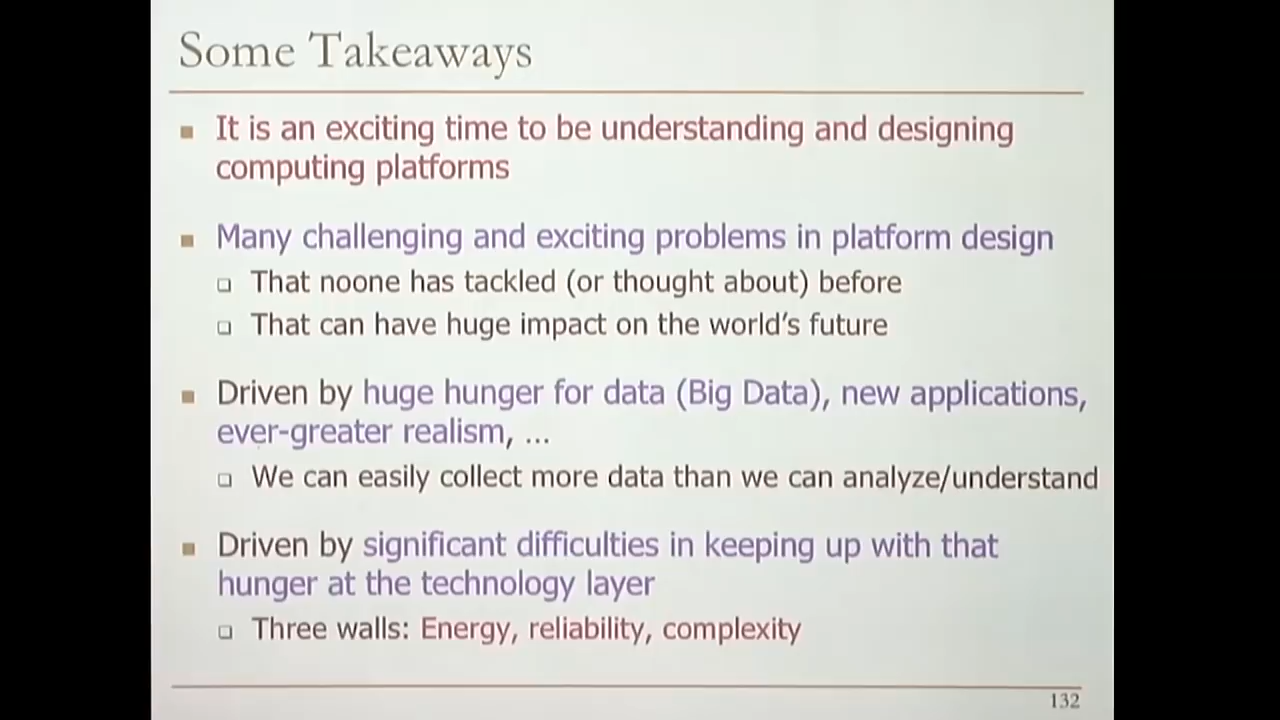 Some Takeaways
It is an exciting time to be understanding and designing
computing platforms
Many challenging and exciting problems in platform design
That noone has tackled (or thought about) before
That can have huge impact on the world's future
Driven by huge hunger for data (Big Data), new applications,
ever-greater realism, ...
We can easily collect more data than we can analyze/understand
Driven by significant difficulties in keeping up with that
hunger at the technology layer
Three walls: Energy, reliability, complexity
132